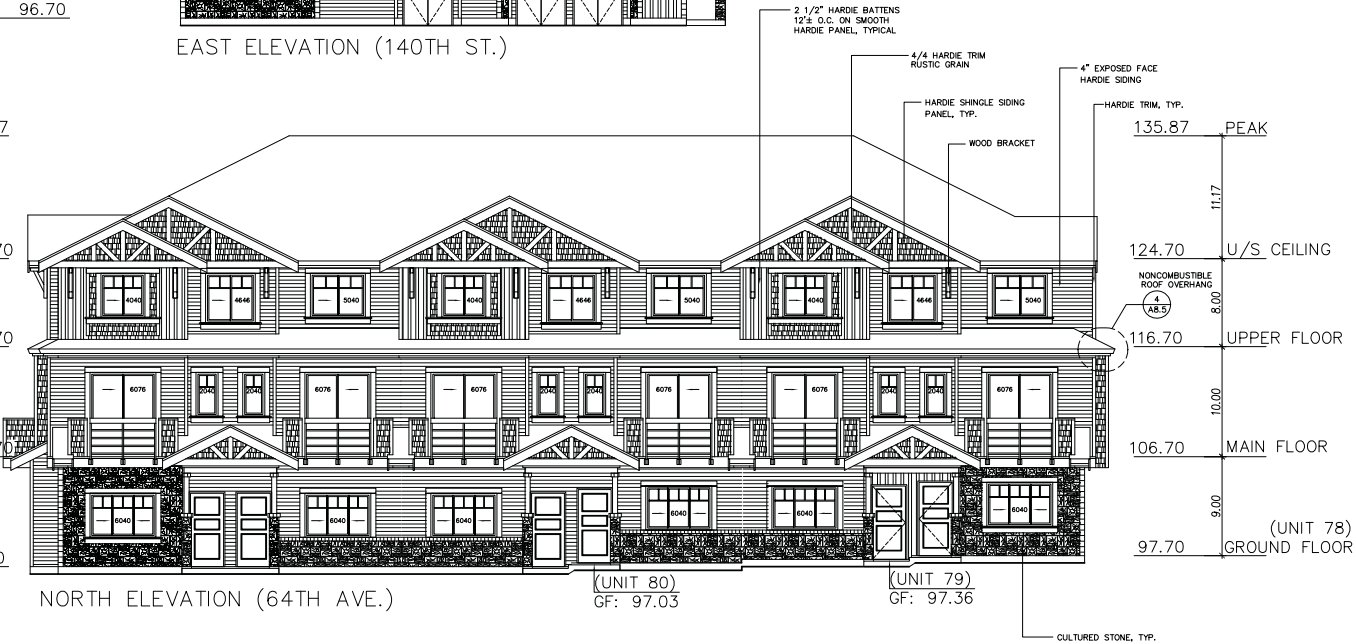 96.70
EAST ELEVATION (140TH ST.)
2 1/2" HARDIE BATTENS
12'± O.C. ON SMOOTH
HARDIE PANEL, TYPICAL
4/4 HARDIE TRIM
RUSTIC GRAIN
4" EXPOSED FACE
HARDIE SIDING
HARDIE SHINGLE SIDING
PANEL, TYP.
HARDIE TRIM, TYP.
WOOD BRACKET
7
135.87 PEAK
11.17
70
124.70 U/S CEILING
NONCOMBUSTIBLE
ROOF OVERHANG
4
A8.5
8.00
4040 4646 5040 4040 4646 5040 4040 4646 5040
70
116.70 UPPER FLOOR
6076 2040 2040 6076 6076 2040 2040 6076 6076 2040 2040 6076
10.00
70
106.70 MAIN FLOOR
9.00
6040 6040 6040 6040 6040 6040
(UNIT 78)
0
97.70 GROUND FLOOR
(UNIT 80)
GF: 97.03
(UNIT 79)
GF: 97.36
NORTH ELEVATION (64TH AVE.)
CULTURED STONE, TYP.